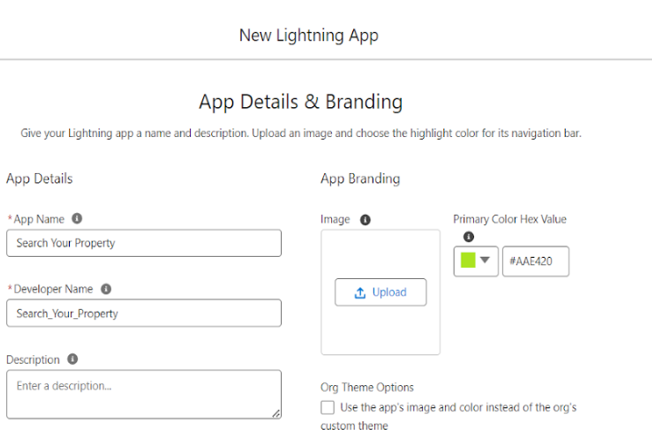 New Lightning App
App Details & Branding
Give your Lightning app a name and description. Upload an image and choose the highlight color for its navigation bar.
App Details
*App Name
Search Your Property
*Developer Name
Search_Your_Property
Description
Enter a description...
App Branding
Image
Upload
Primary Color Hex Value
#AAE420
Org Theme Options
Use the app's image and color instead of the org's
custom theme